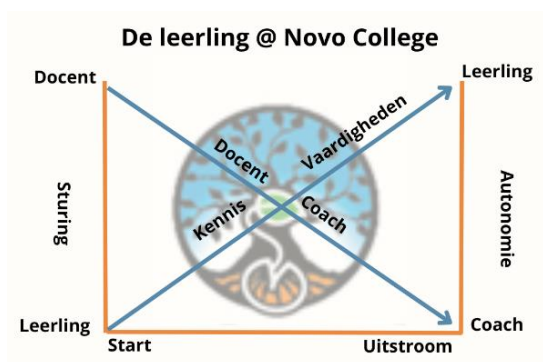 De leerling @ Novo College
Docent
Leerling
Vaardigheden
Docent
Sturing
Kennis
Coach
Autonomie
Leerling
Coach
Start
Uitstroom